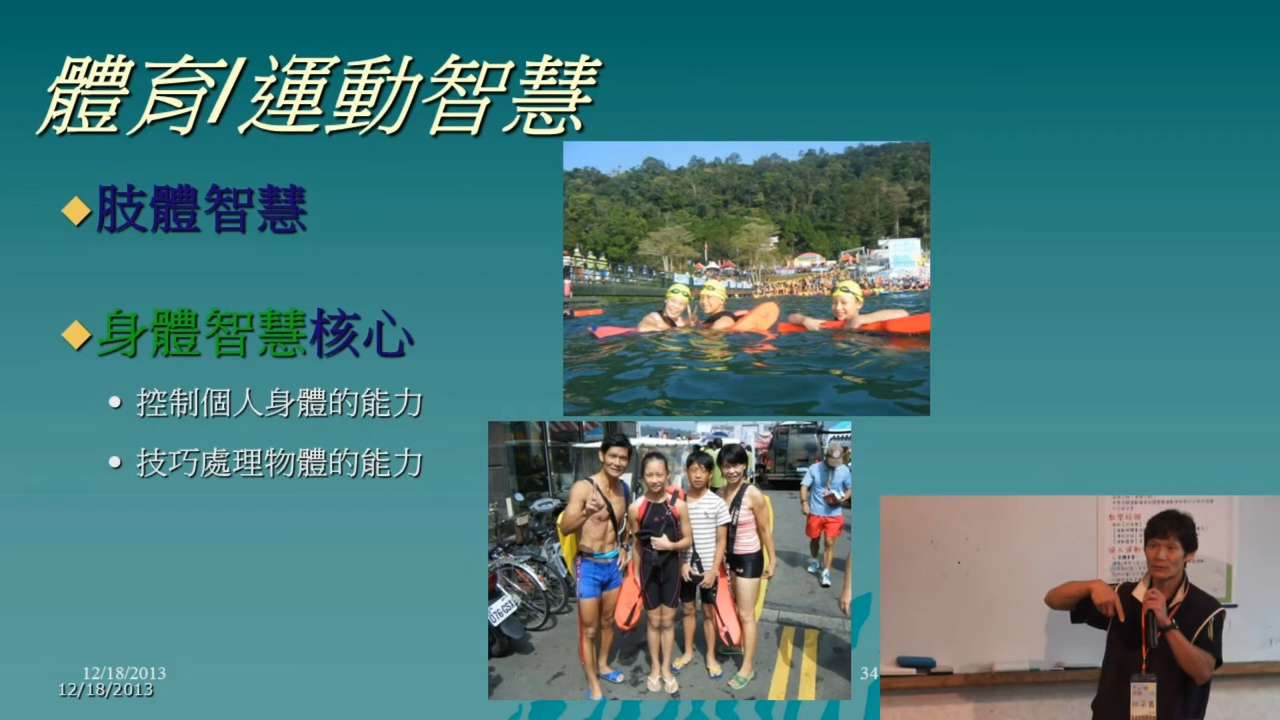 體育/運動智慧
肢體智慧
身體智慧核心
控制個人身體的能力
技巧處理物體的能力
12/18/2013
12/18/2013
34